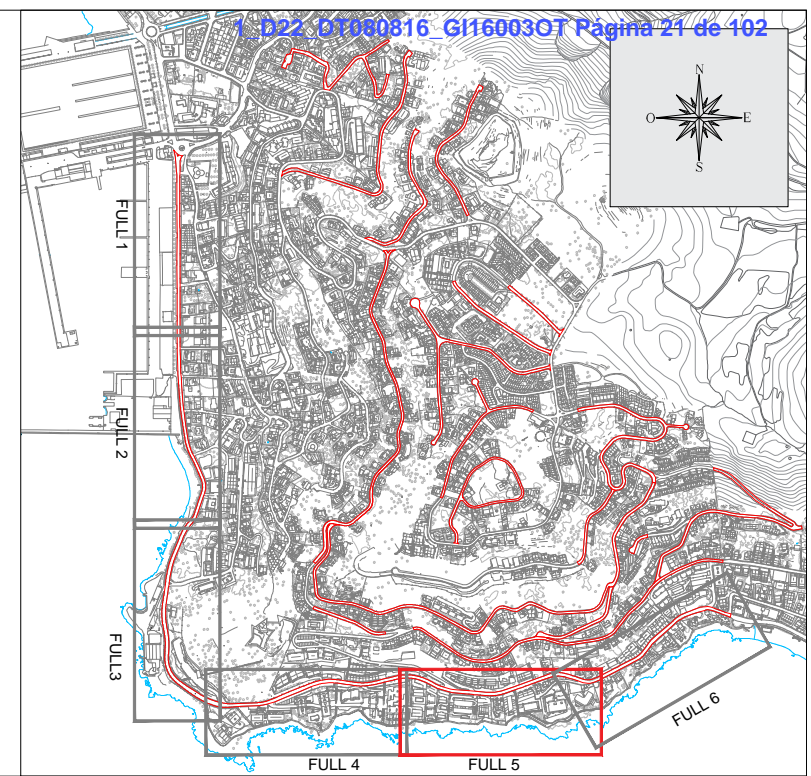 1_D22_DT080816_GI16003OT Página 21 de 102
N
O
E
S
FULL 1
FULL 2
FULL3
FULL 4
FULL 5
FULL 6